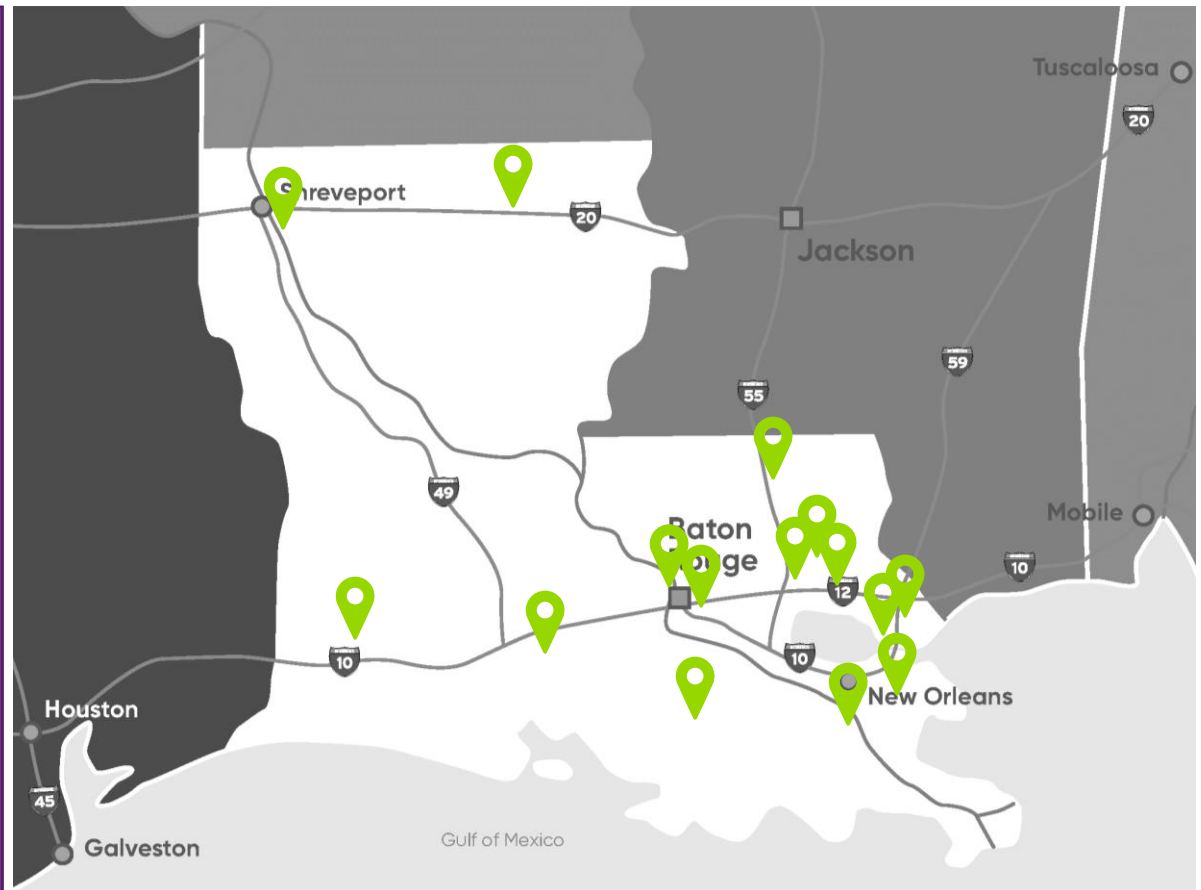 Tuscaloosa
20
Shreveport
20
Jackson
59
55
49
Mobile
Baton
Rouge
10
12
10
10
New Orleans
Houston
45
Galveston
Gulf of Mexico